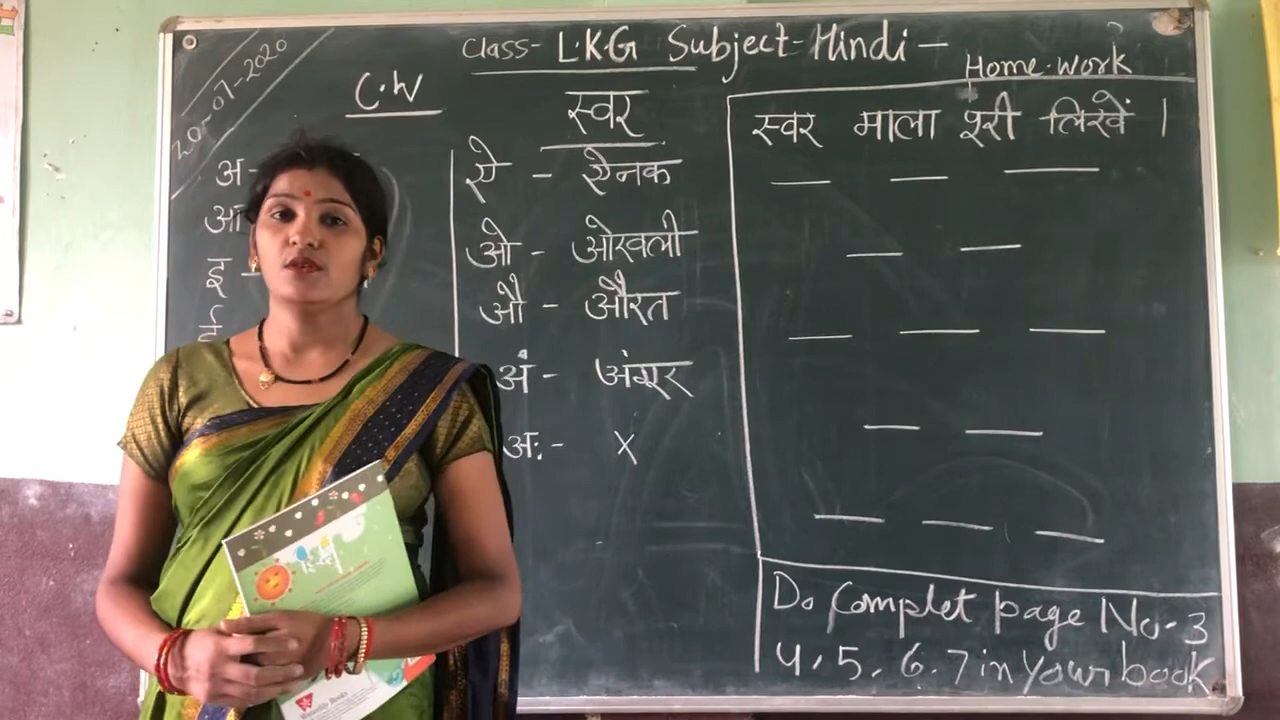 20-07-2020
Class- L.K.G Subject- Hindi -
C.W
स्वर
अ-
आ
इ -
ई
ऐ - ऐनक
ओ - ओखली
औ - औरत
अं - अंगूर
अः - X
Home-work
स्वर माला पूरी लिखें ।
Do Complet page No-3
4, 5, 6, 7 in your book
हिंदी